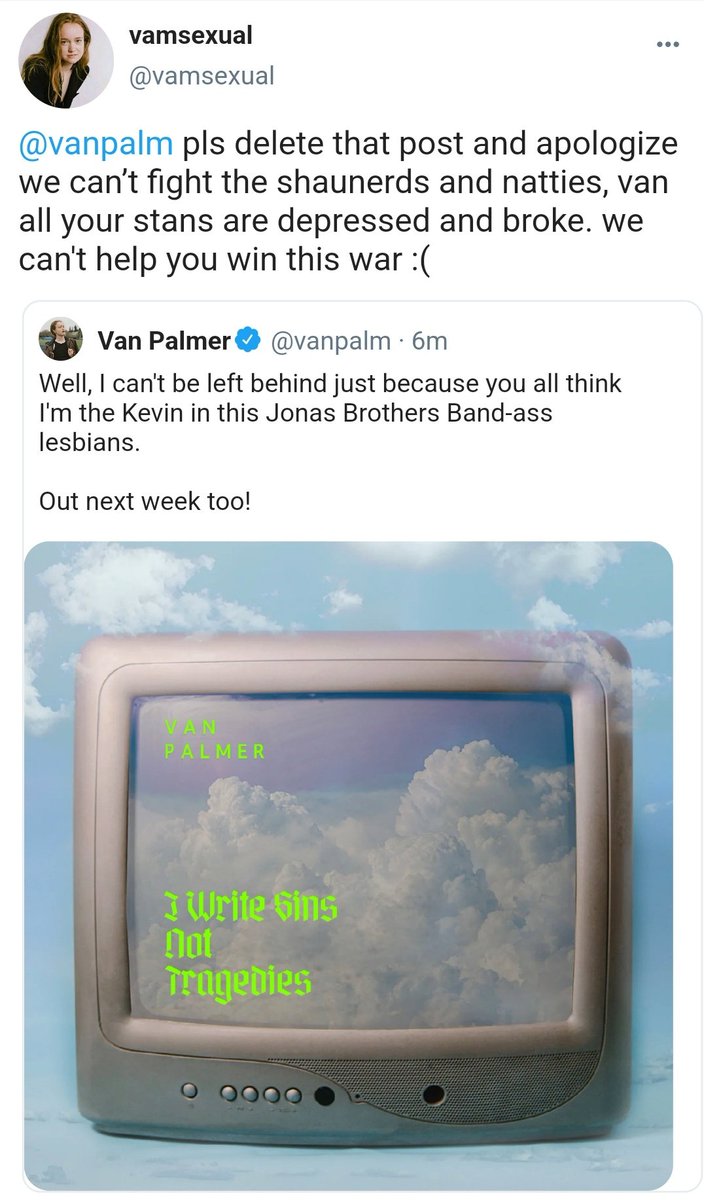 vamsexual
@vamsexual
@vanpalm pls delete that post and apologize
we can’t fight the shaunerds and natties, van
all your stans are depressed and broke. we
can't help you win this war :(
Van Palmer @vanpalm · 6m
Well, I can't be left behind just because you all think
I'm the Kevin in this Jonas Brothers Band-ass
lesbians.
Out next week too!
VAN
PALMER
I Write Sins
Not
Tragedies